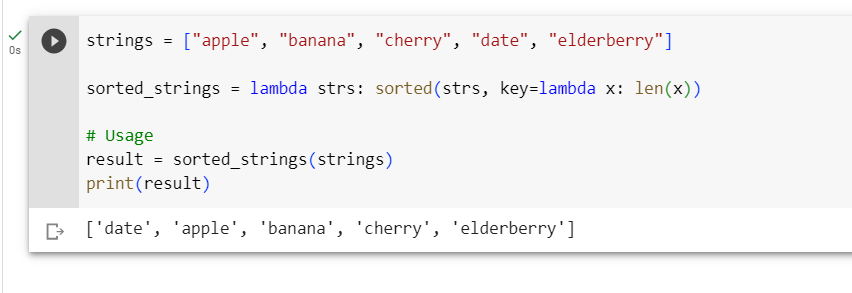 strings = ["apple", "banana", "cherry", "date", "elderberry"]
0s
sorted_strings = lambda strs: sorted(strs, key=lambda x: len(x))
# Usage
result = sorted_strings(strings)
print(result)
['date', 'apple', 'banana', 'cherry', 'elderberry']